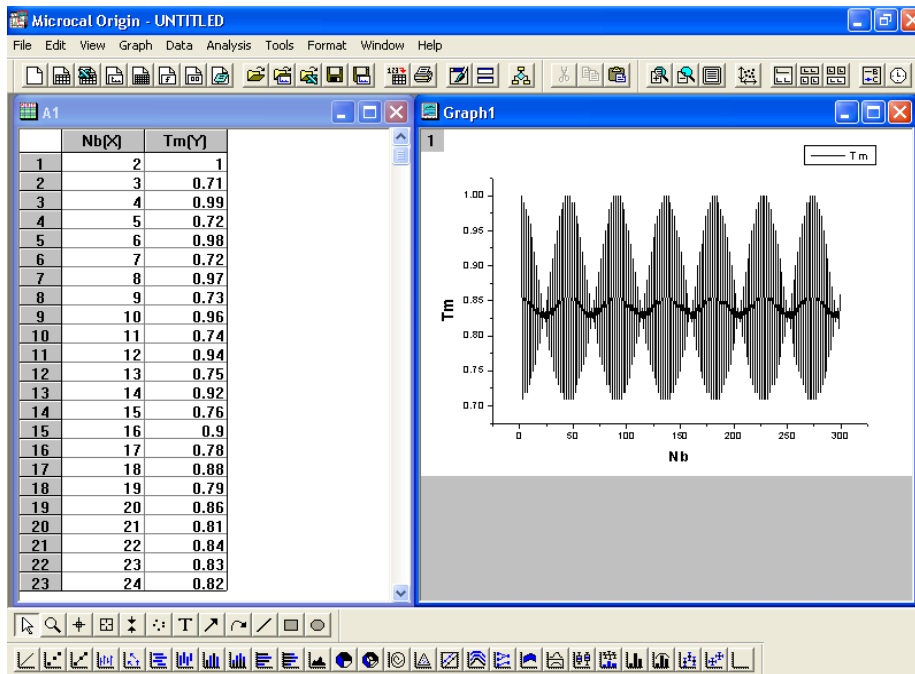 Microcal Origin - UNTITLED
File Edit View Graph Data Analysis Tools Format Window Help
A1
Nb(X) Tm(Y)
1 2 1
2 3 0.71
3 4 0.99
4 5 0.72
5 6 0.98
6 7 0.72
7 8 0.97
8 9 0.73
9 10 0.96
10 11 0.74
11 12 0.94
12 13 0.75
13 14 0.92
14 15 0.76
15 16 0.9
16 17 0.78
17 18 0.88
18 19 0.79
19 20 0.86
20 21 0.81
21 22 0.84
22 23 0.83
23 24 0.82
Graph1
1
Tm
1.00
0.95
0.90
0.85
0.80
0.75
0.70
Tm
0 50 100 150 200 250 300
Nb
T